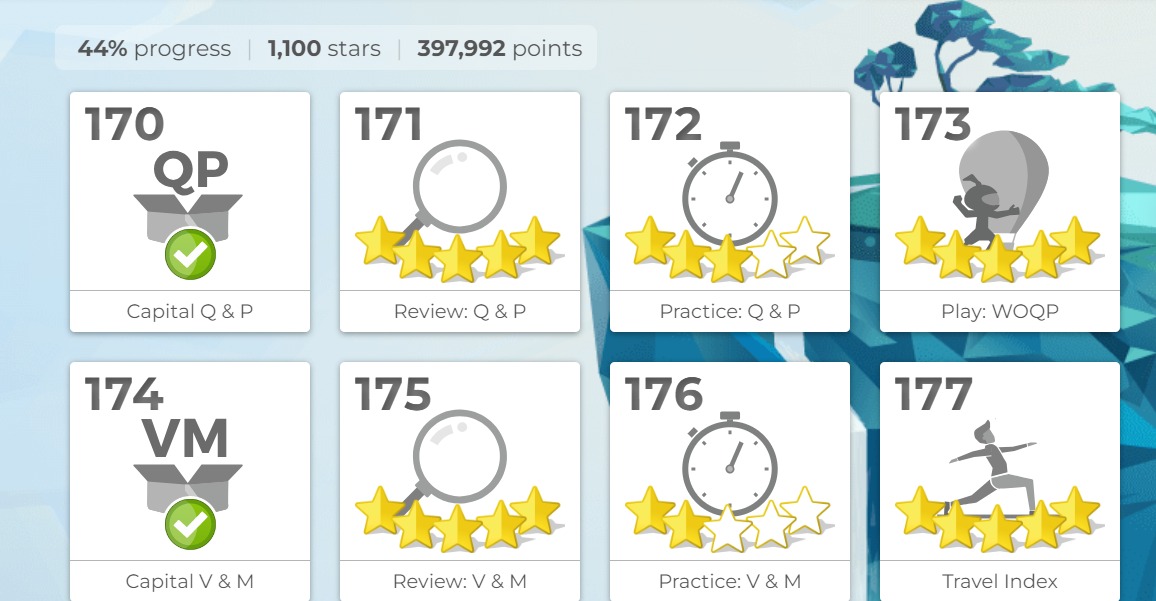 44% progress | 1,100 stars | 397,992 points
170
QP
Capital Q & P
171
Review: Q & P
172
Practice: Q & P
173
Play: WOQP
174
VM
Capital V & M
175
Review: V & M
176
Practice: V & M
177
Travel Index